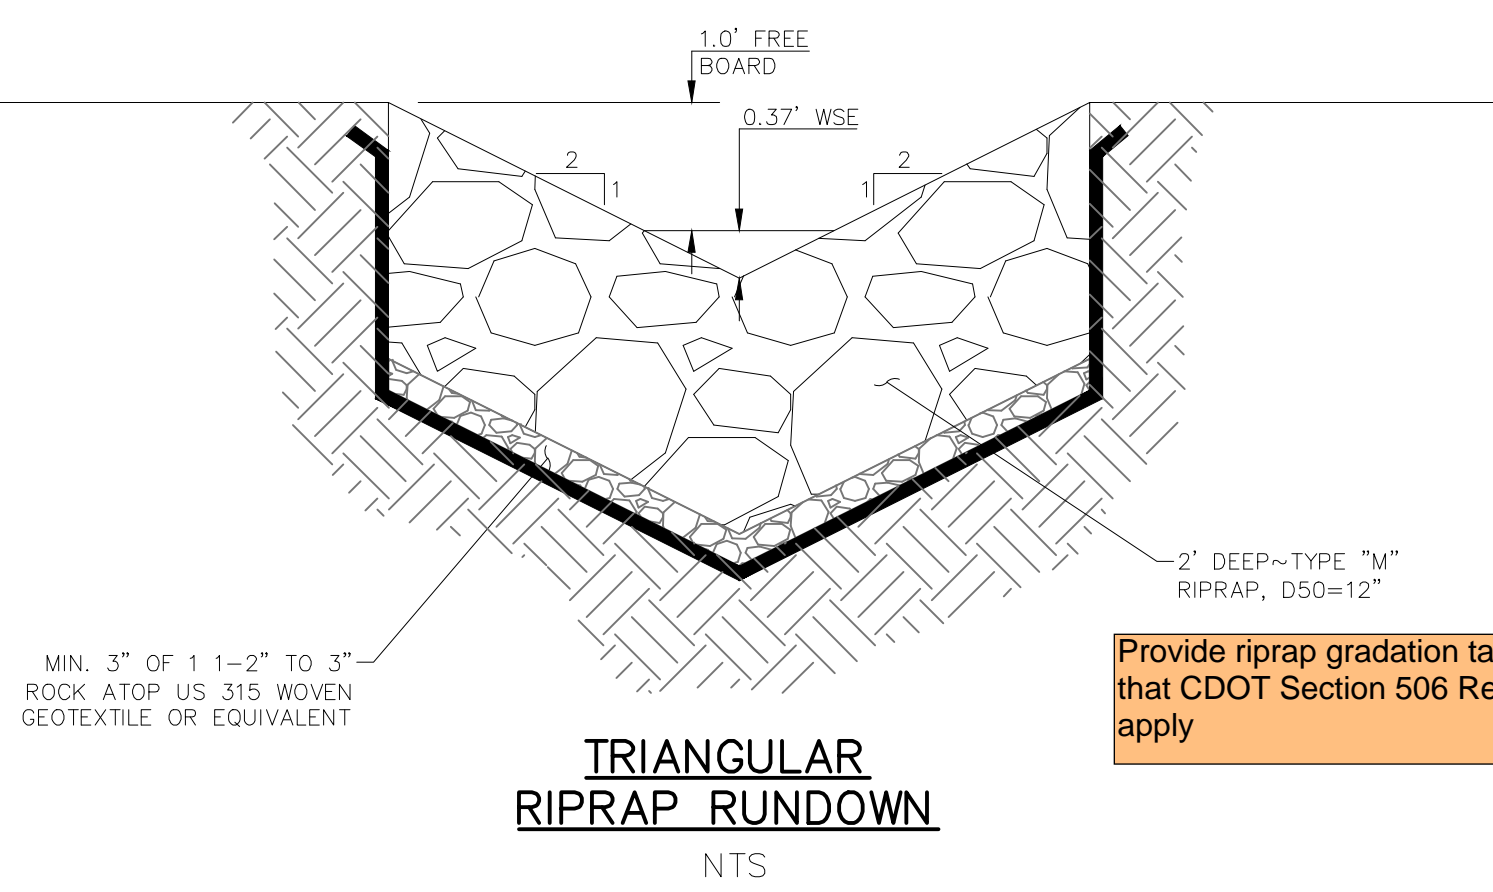 1.0' FREE
BOARD
0.37' WSE
2
1
2
1
2' DEEP~TYPE "M"
RIPRAP, D50=12"
MIN. 3" OF 1 1-2" TO 3"
ROCK ATOP US 315 WOVEN
GEOTEXTILE OR EQUIVALENT
Provide riprap gradation
that CDOT Section 506
apply
TRIANGULAR
RIPRAP RUNDOWN
NTS